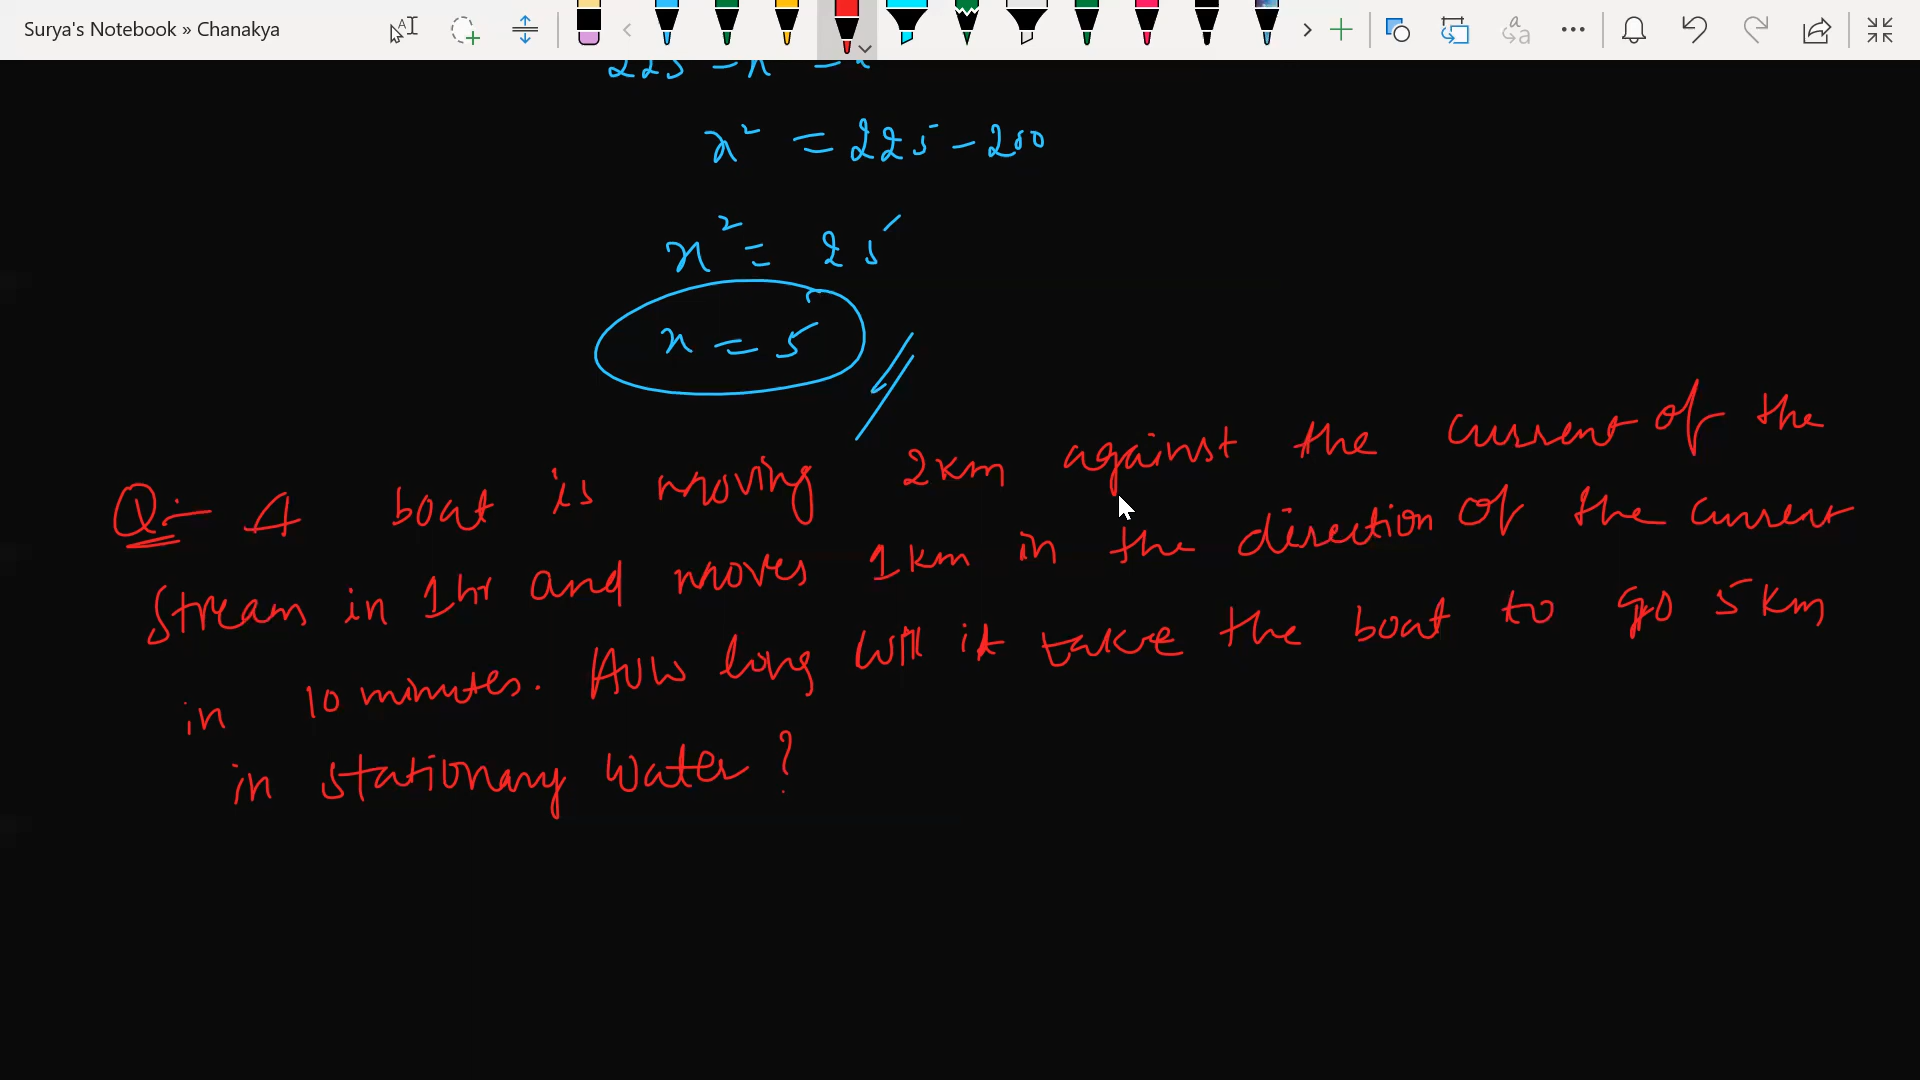 Surya's Notebook » Chanakya
x² = 225 - 200
x² = 25
x = 5
Q:- A boat is moving 2km against the current of the
stream in 1hr and moves 1km in the direction of the current
in 10 minutes. How long will it take the boat to go 5km
in stationary water?